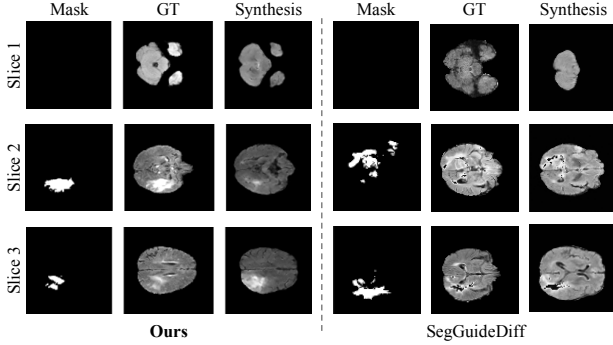 Mask GT Synthesis Mask GT Synthesis
Slice 1
Slice 2
Slice 3
Ours SegGuideDiff